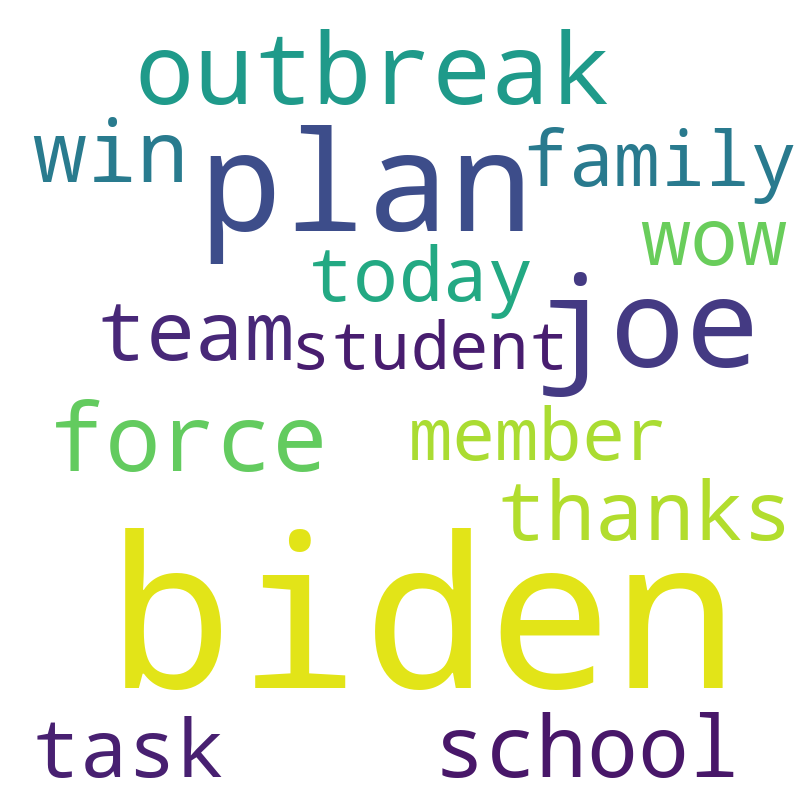 outbreak
win
plan
family
wow
today
joe
team
student
force
member
thanks
biden
task
school